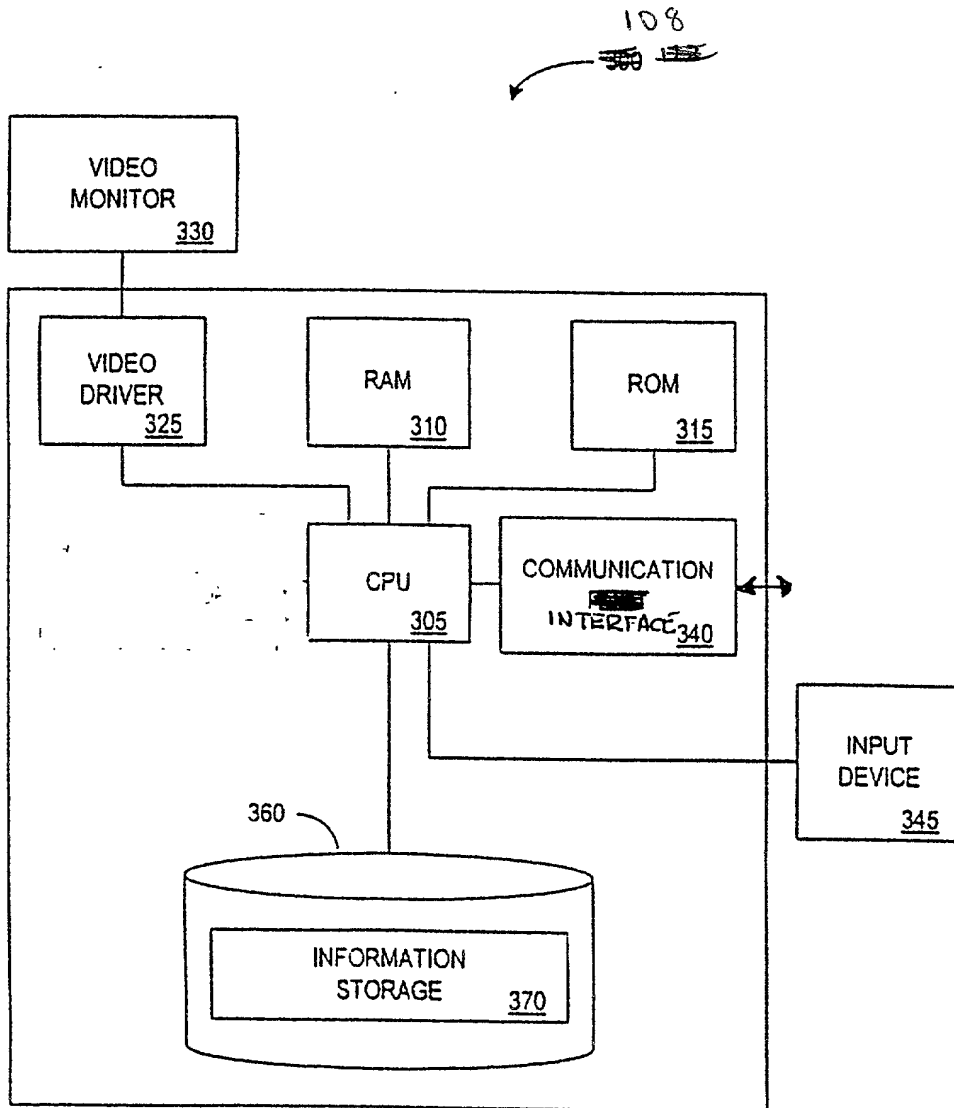 108
300
VIDEO
MONITOR
330
VIDEO
DRIVER
325
RAM
310
ROM
315
CPU
305
COMMUNICATION
INTERFACE
340
INPUT
DEVICE
345
360
INFORMATION
STORAGE
370